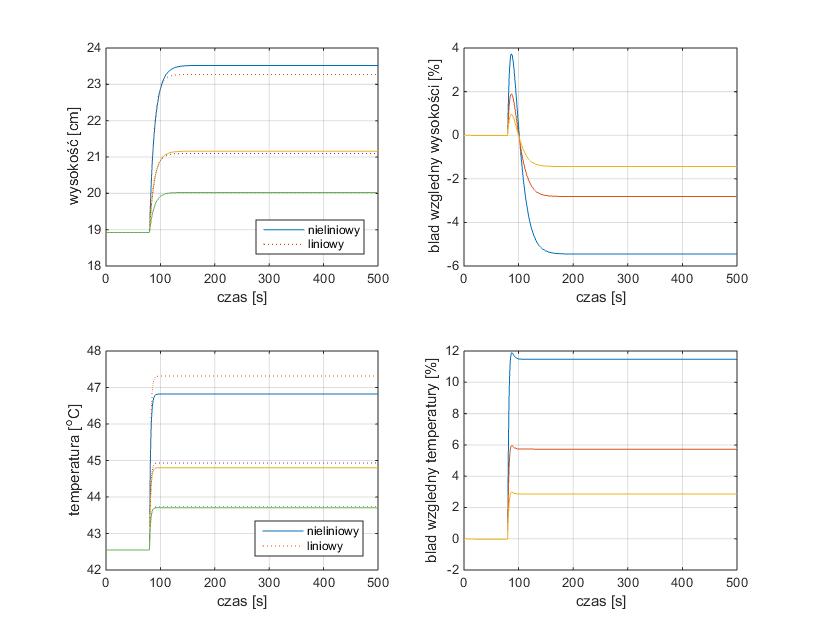 24
23
22
21
20
19
18
0 100 200 300 400 500
wysokość [cm]
czas [s]
nieliniowy
liniowy
4
2
0
-2
-4
-6
0 100 200 300 400 500
blad wzgledny wysokości [%]
czas [s]
48
47
46
45
44
43
42
0 100 200 300 400 500
temperatura [°C]
czas [s]
nieliniowy
liniowy
12
10
8
6
4
2
0
-2
0 100 200 300 400 500
blad wzgledny temperatury [%]
czas [s]